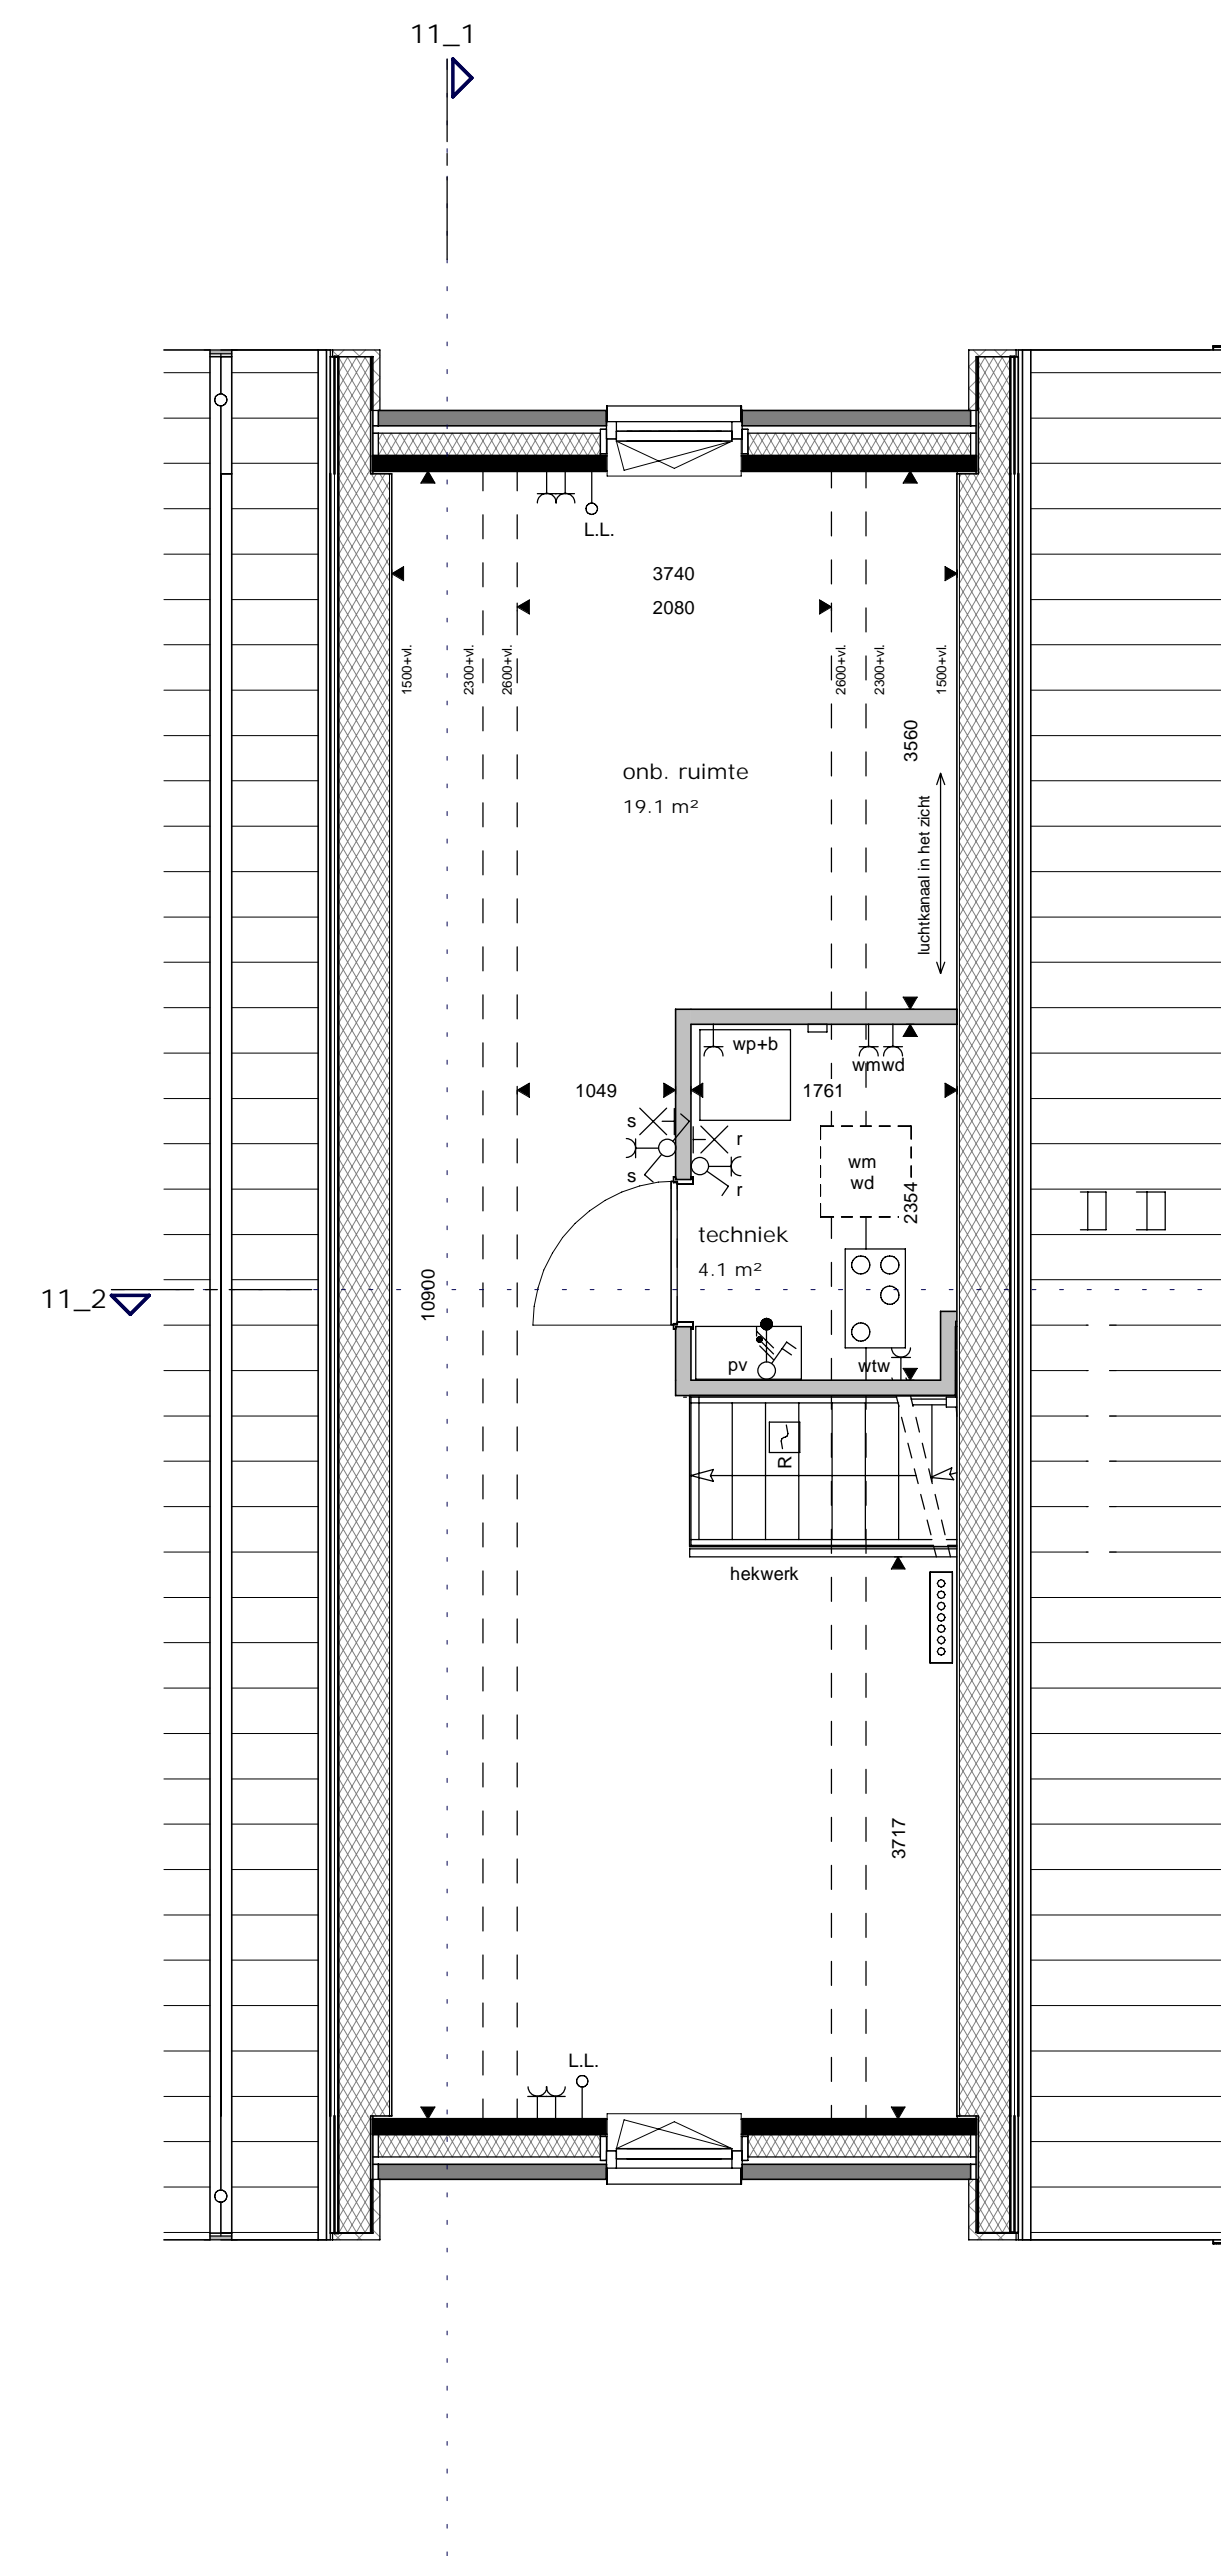 11_1
L.L.
3740
2080
1500+vl.
2300+vl.
2600+vl.
2600+vl.
2300+vl.
1500+vl.
3560
onb. ruimte
19.1 m²
luchtkanaal in het zicht
wp+b
wmwd
1049
1761
s
r
s
r
wm
wd
2354
techniek
4.1 m²
10900
11_2
pv
wtw
R
hekwerk
3717
L.L.